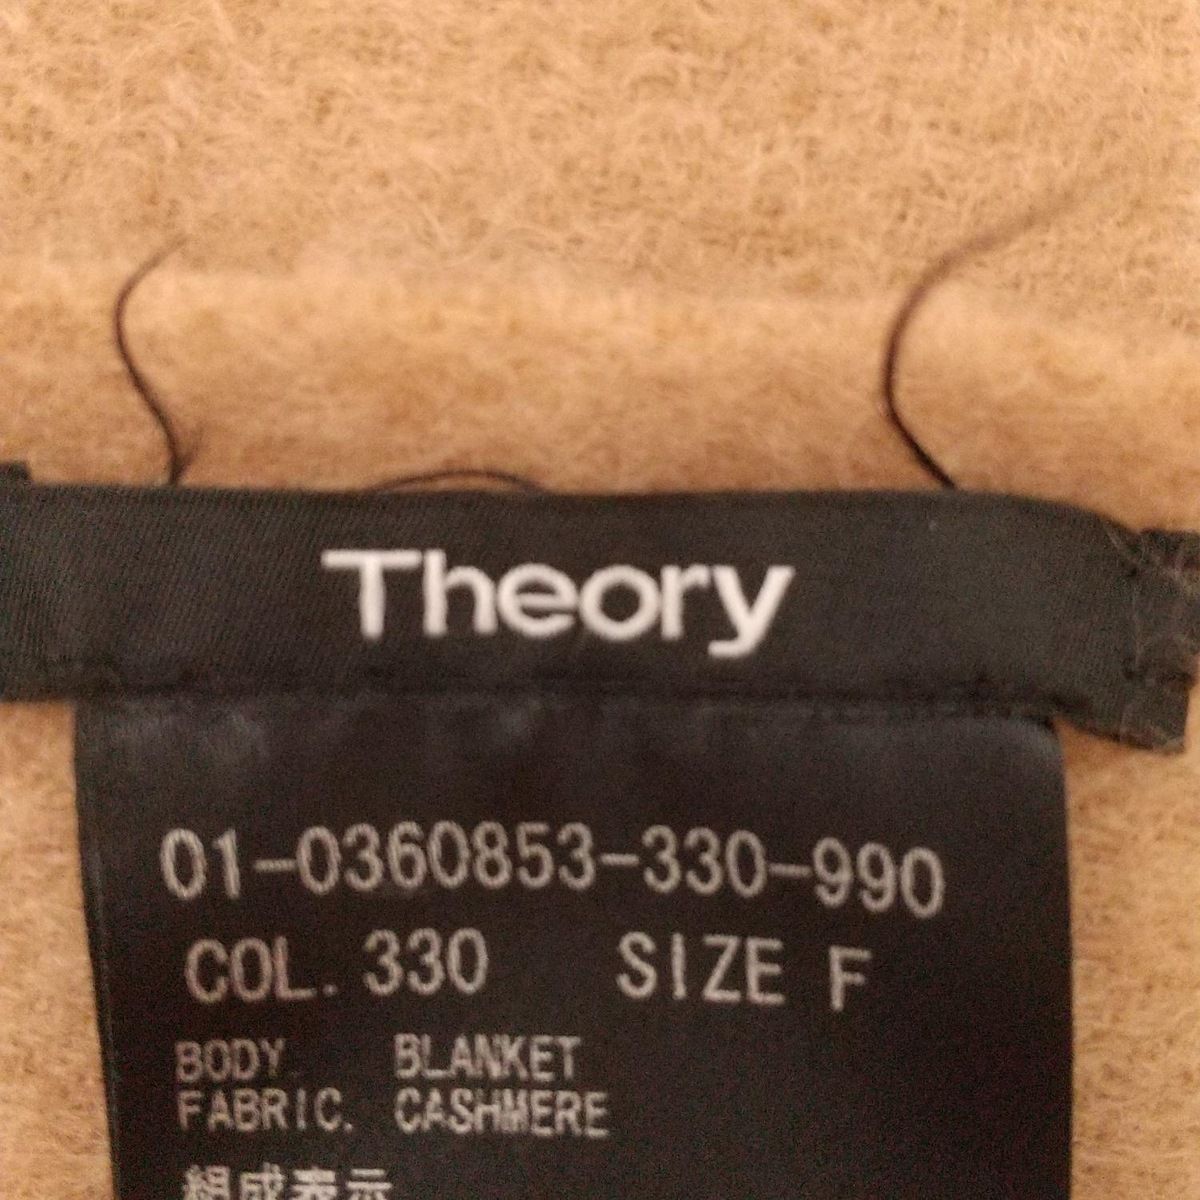 Theory
01-0360853-330-990
COL. 330 SIZE F
BODY. BLANKET
FABRIC. CASHMERE
組成表示